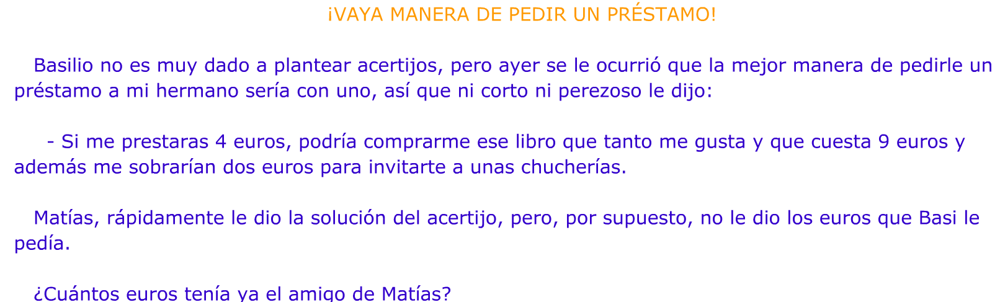 ¡VAYA MANERA DE PEDIR UN PRÉSTAMO!
Basilio no es muy dado a plantear acertijos, pero ayer se le ocurrió que la mejor manera de pedirle un
préstamo a mi hermano sería con uno, así que ni corto ni perezoso le dijo:
- Si me prestaras 4 euros, podría comprarme ese libro que tanto me gusta y que cuesta 9 euros y
además me sobrarían dos euros para invitarte a unas chucherías.
Matías, rápidamente le dio la solución del acertijo, pero, por supuesto, no le dio los euros que Basi le
pedía.
¿Cuántos euros tenía ya el amigo de Matías?